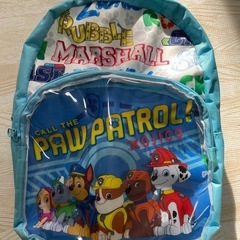 RUBBLE
MARSHALL
CALL THE
PAW PATROL!